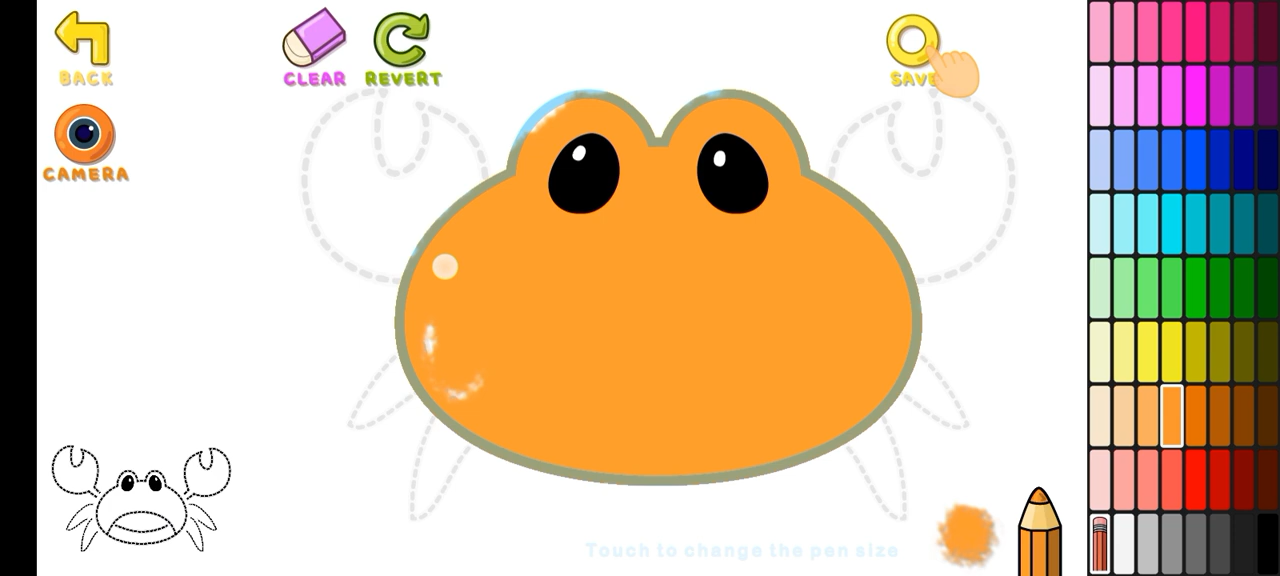 BACK
CLEAR
REVERT
SAVE
CAMERA
Touch to change the pen size